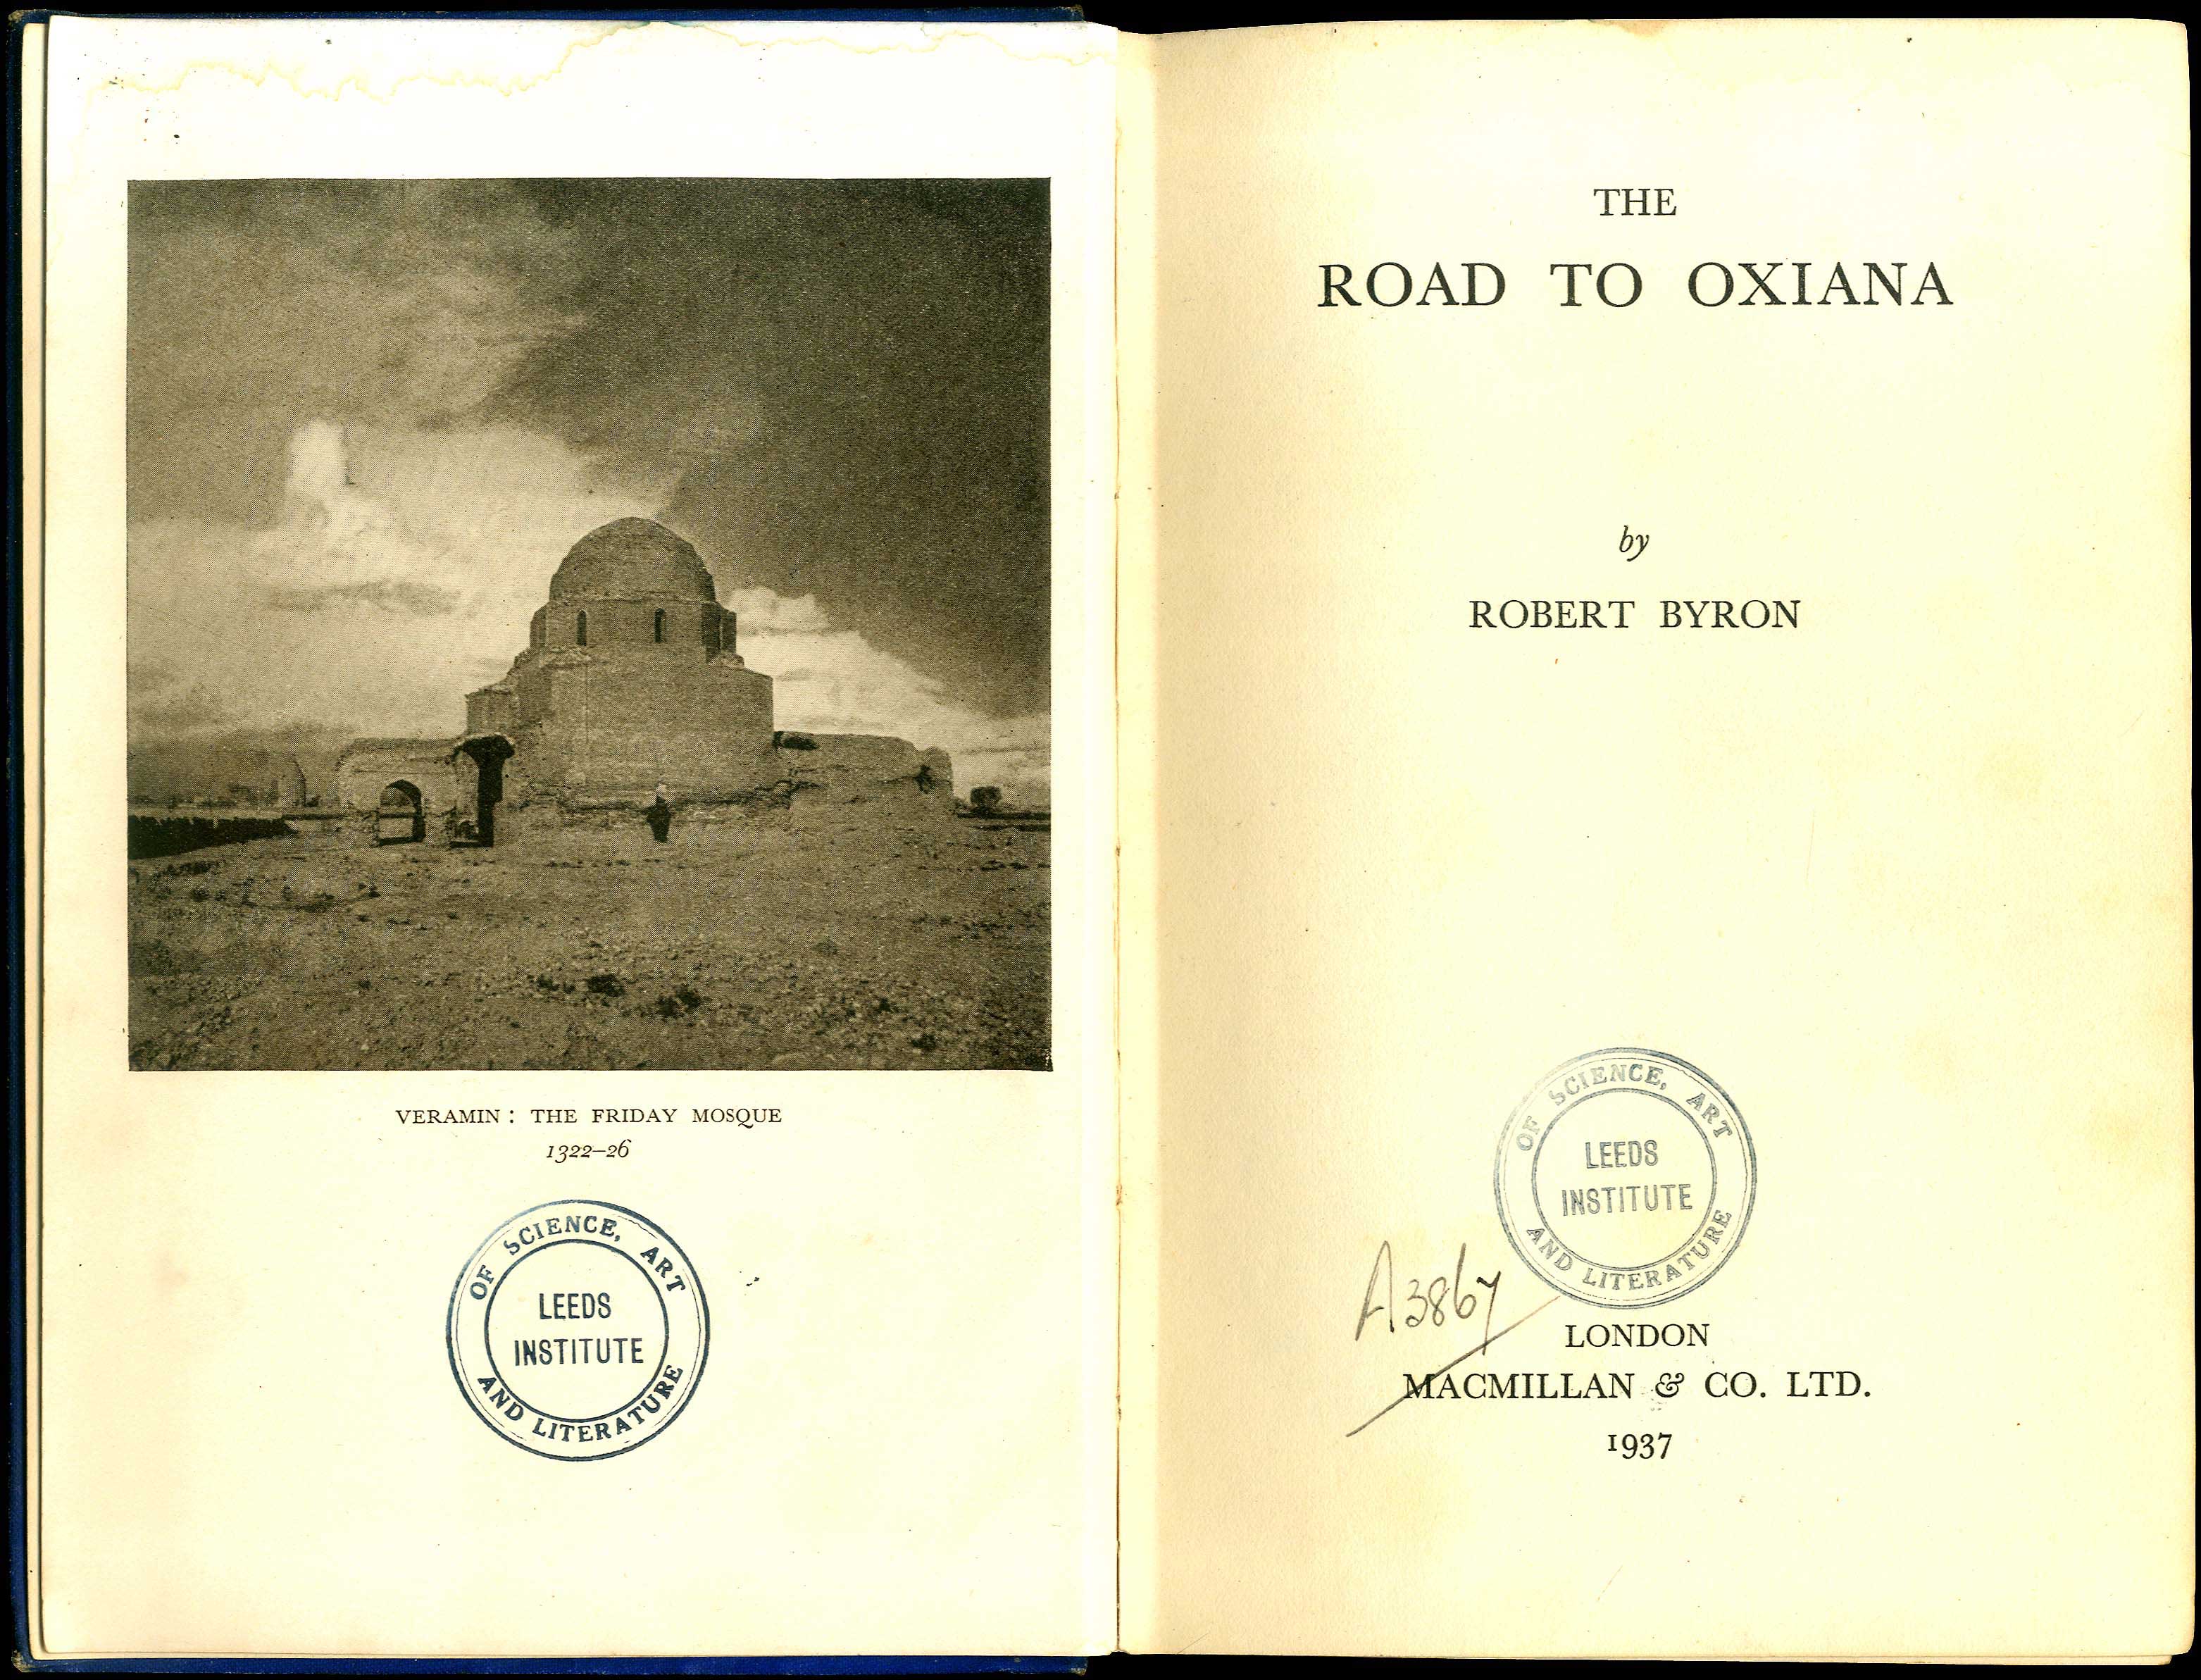 VERAMIN : THE FRIDAY MOSQUE
1322–26
OF SCIENCE, ART
LEEDS
INSTITUTE
AND LITERATURE
THE
ROAD TO OXIANA
by
ROBERT BYRON
OF SCIENCE, ART
LEEDS
INSTITUTE
AND LITERATURE
A3867
LONDON
MACMILLAN & CO. LTD.
1937